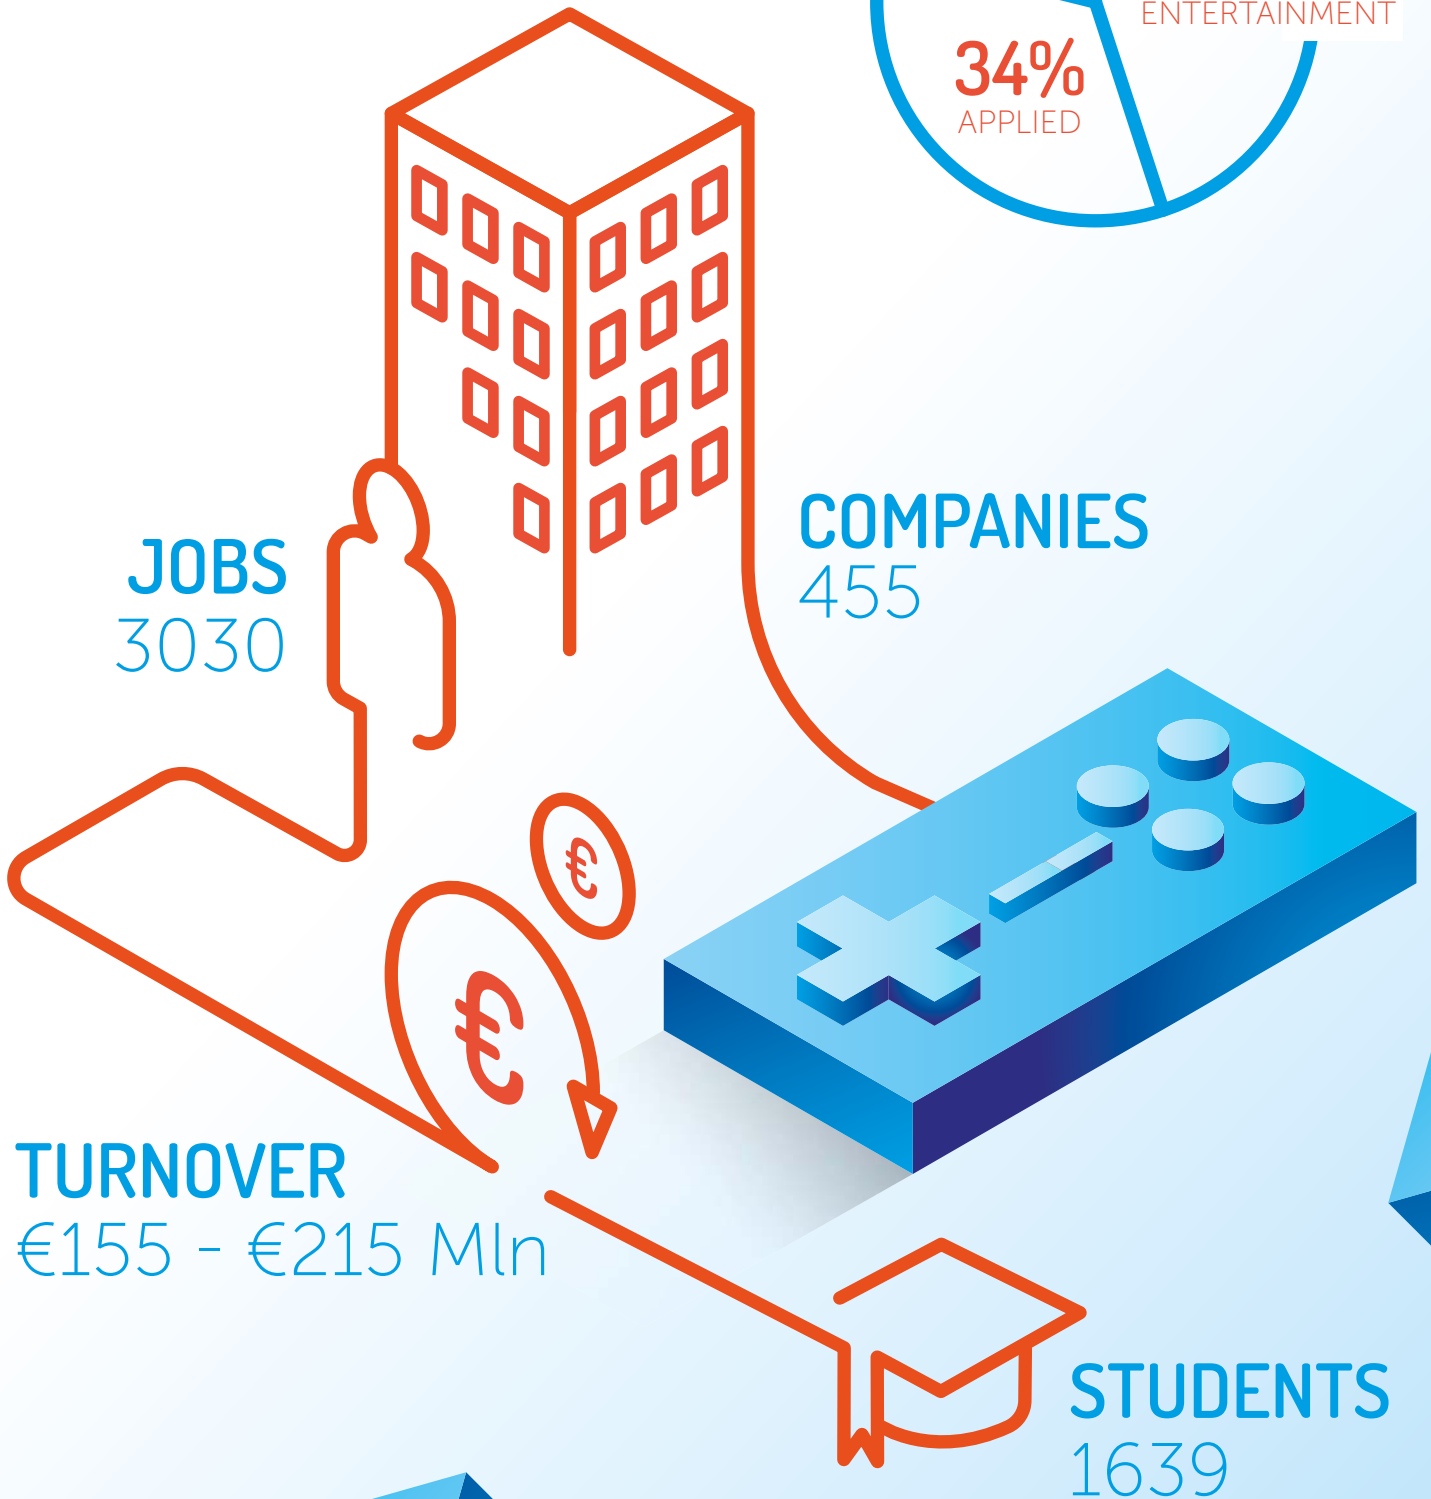 ENTERTAINMENT
34%
APPLIED
COMPANIES
455
JOBS
3030
€
€
TURNOVER
€155 - €215 Mln
STUDENTS
1639